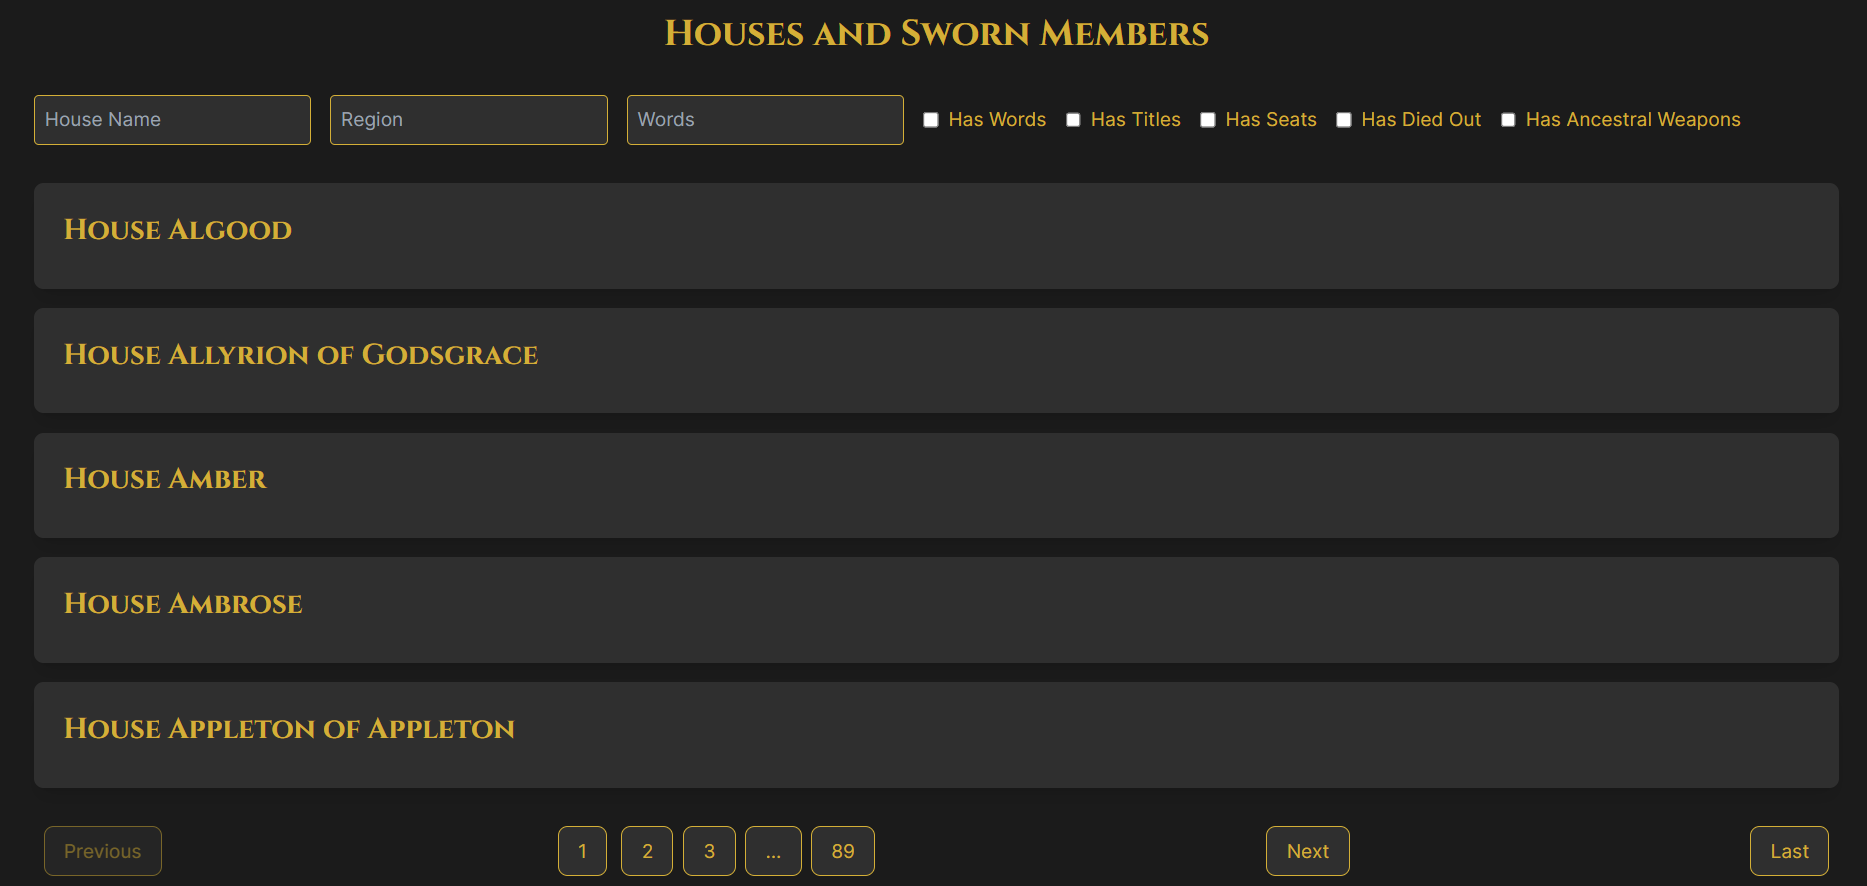 Houses and Sworn Members
House Name Region Words Has Words Has Titles Has Seats Has Died Out Has Ancestral Weapons
House Algood
House Allyrion of Godsgrace
House Amber
House Ambrose
House Appleton of Appleton
Previous 1 2 3 ... 89 Next Last